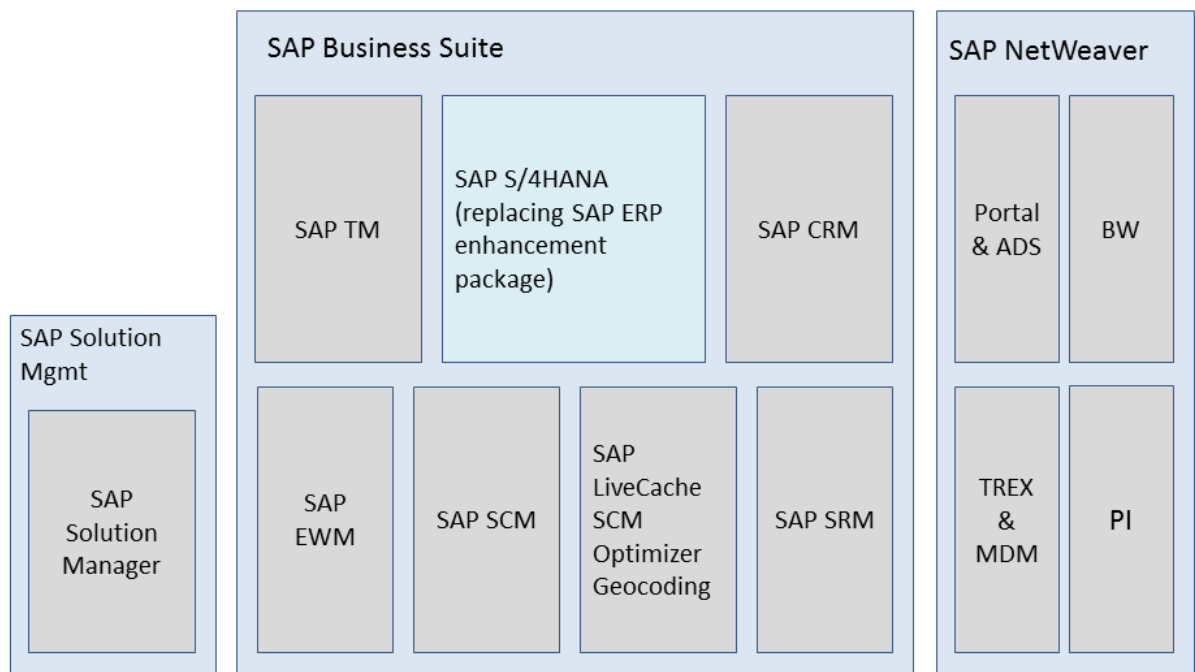 SAP Business Suite
SAP NetWeaver
SAP TM
SAP S/4HANA
(replacing SAP ERP
enhancement
package)
SAP CRM
Portal
& ADS
BW
SAP Solution
Mgmt
SAP
Solution
Manager
SAP
EWM
SAP SCM
SAP
LiveCache
SCM
Optimizer
Geocoding
SAP SRM
TREX
&
MDM
PI